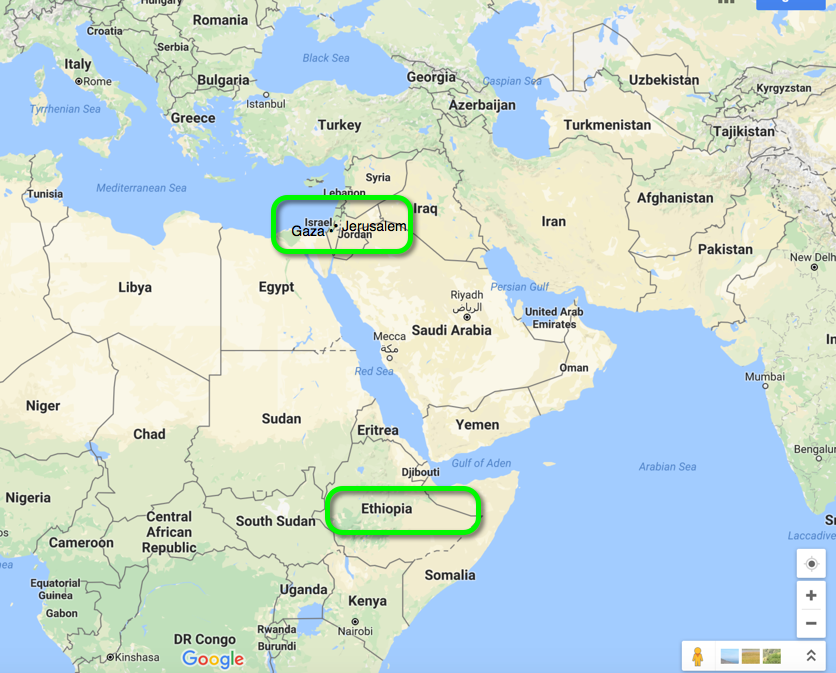 Hungary
Romania
Croatia
Serbia
Italy
Rome
Black Sea
Bulgaria
Georgia
Caspian Sea
Uzbekistan
Kyrgyzstan
Tyrrhenian Sea
Istanbul
Azerbaijan
Greece
Turkey
Turkmenistan
Tajikistan
Syria
Mediterranean Sea
Tunisia
Lebanon
Afghanistan
Iraq
Israel
Jerusalem
Gaza
Jordan
Iran
Pakistan
New Delh
Libya
Egypt
Persian Gulf
Riyadh
الرياض
United Arab
Emirates
Saudi Arabia
Mecca
مكة
Red Sea
Oman
Mumbai
In
Niger
Chad
Sudan
Eritrea
Yemen
Bengalur
Djibouti
Gulf of Aden
Arabian Sea
Nigeria
Ethiopia
Central
African
Republic
South Sudan
Cameroon
Laccadive
Equatorial
Guinea
Gabon
Uganda
Kenya
Somalia
Nairobi
Rwanda
Burundi
DR Congo
Kinshasa
Google